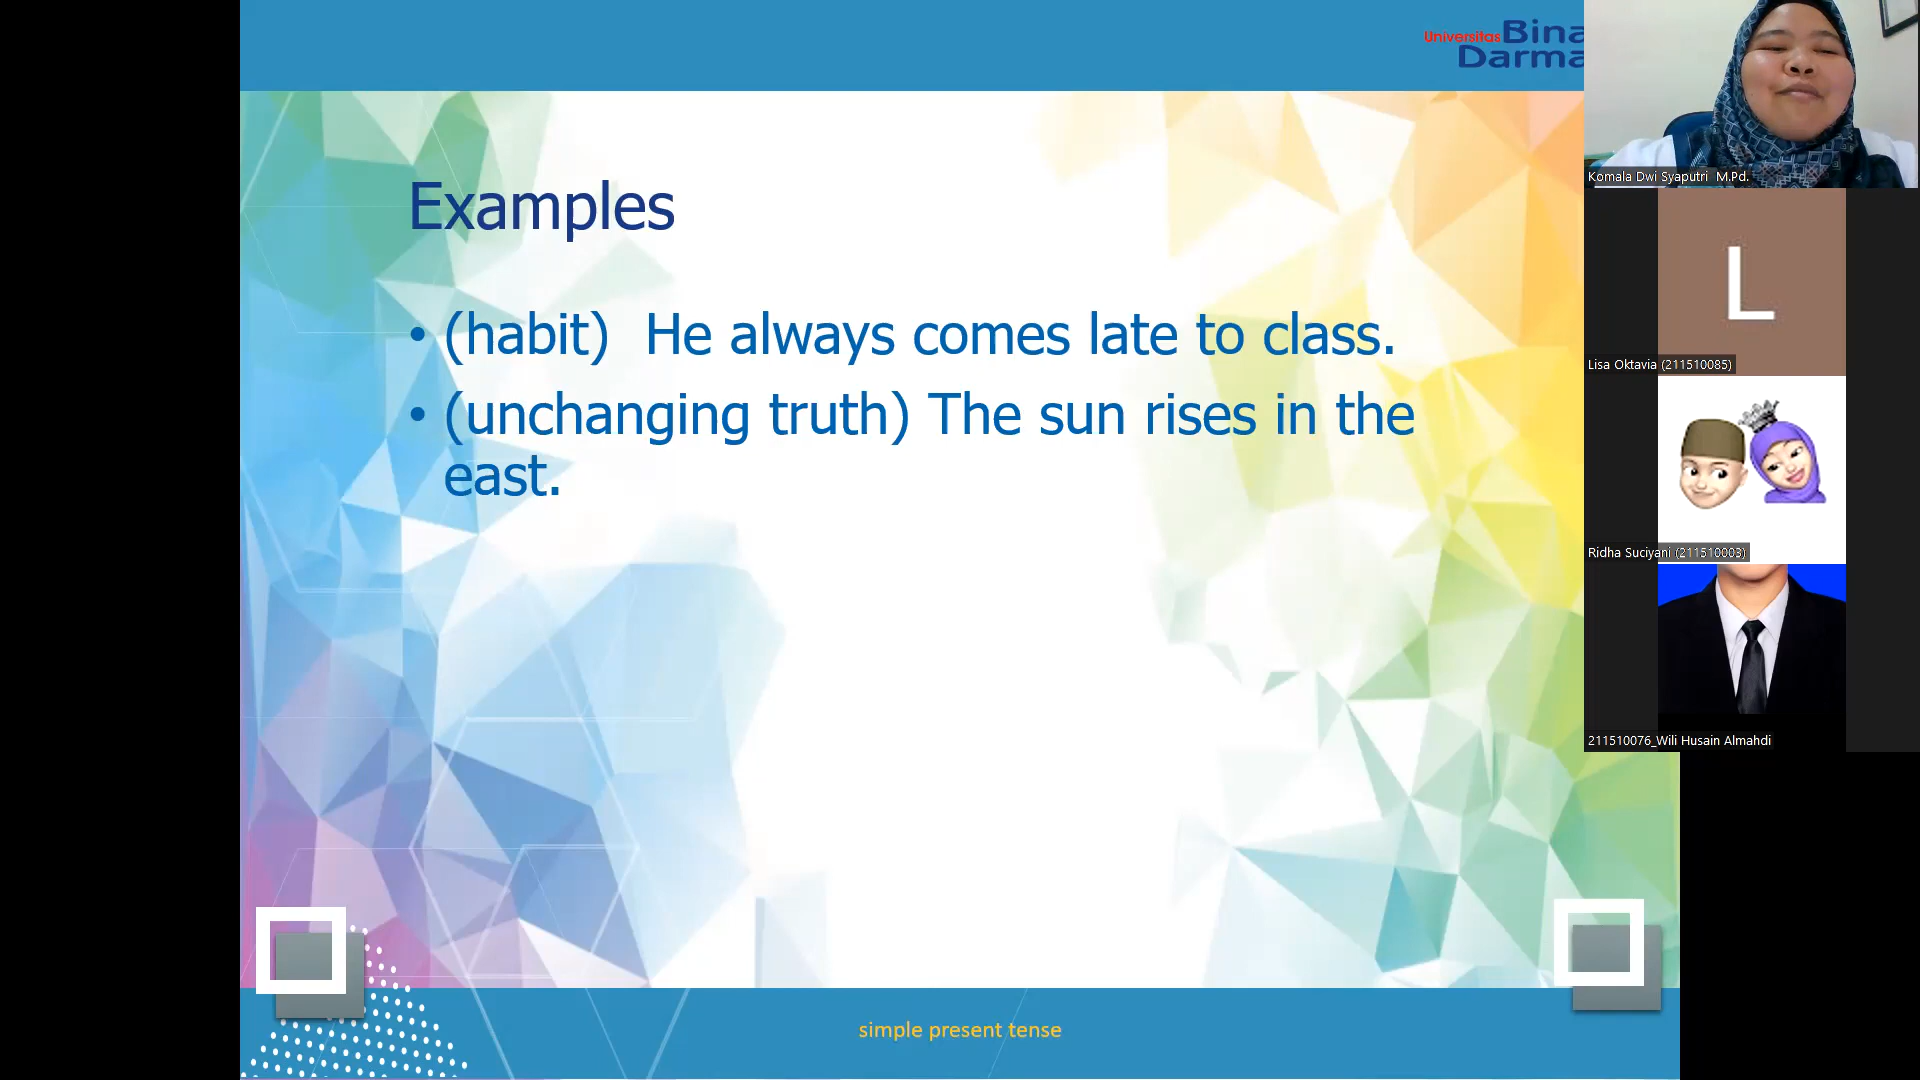 Universitas Bina
Darma
Examples
• (habit)  He always comes late to class.
• (unchanging truth) The sun rises in the
east.
simple present tense
Komala Dwi Syaputri  M.Pd.
L
Lisa Oktavia (211510085)
Ridha Suciyani (211510003)
211510076_Wili Husain Almahdi